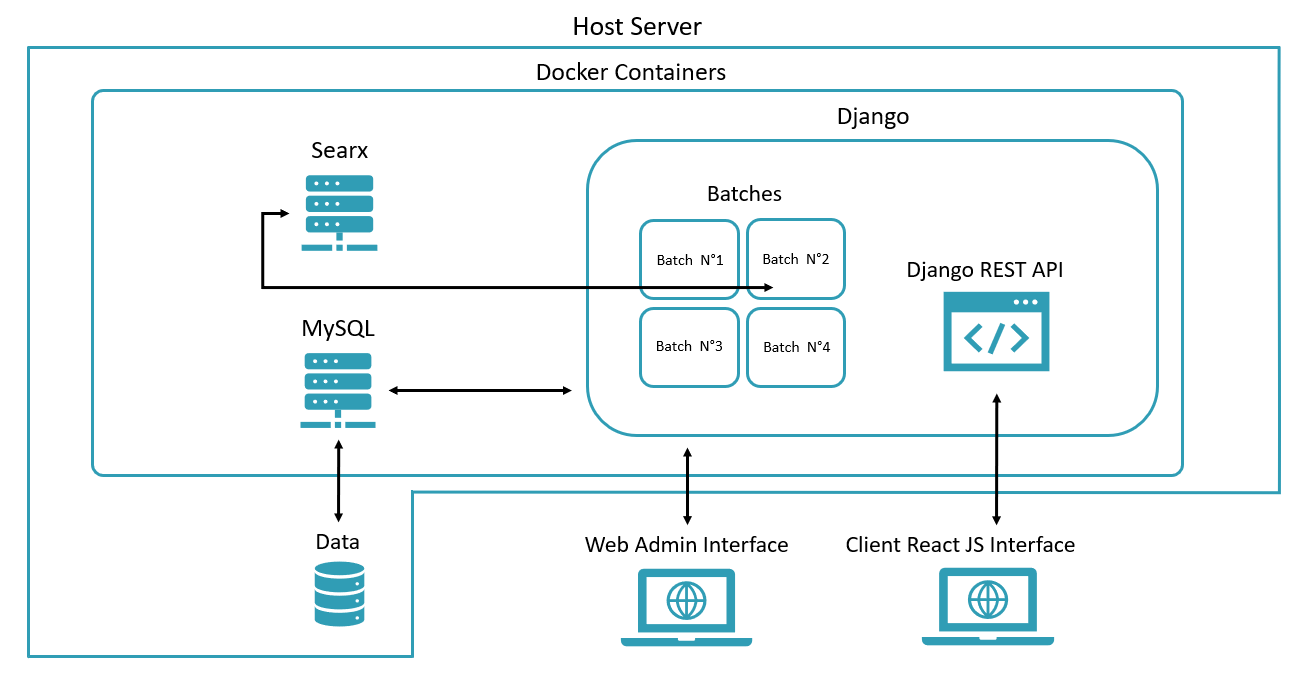 Host Server
Docker Containers
Django
Searx
Batches
Batch N°1
Batch N°2
Django REST API
</>
MySQL
Batch N°3
Batch N°4
Data
Web Admin Interface
Client React JS Interface